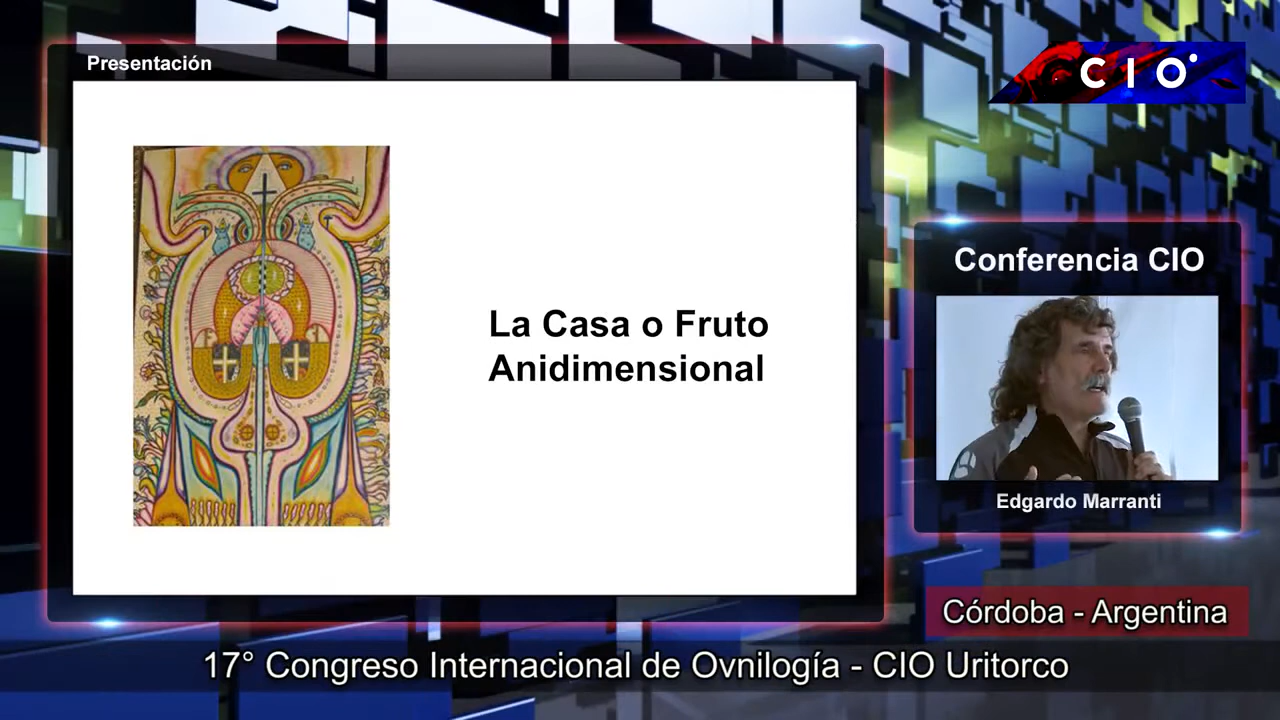 Presentación
CIO
La Casa o Fruto
Anidimensional
Conferencia CIO
Edgardo Marranti
Córdoba - Argentina
17° Congreso Internacional de Ovnilogía - CIO Uritorco